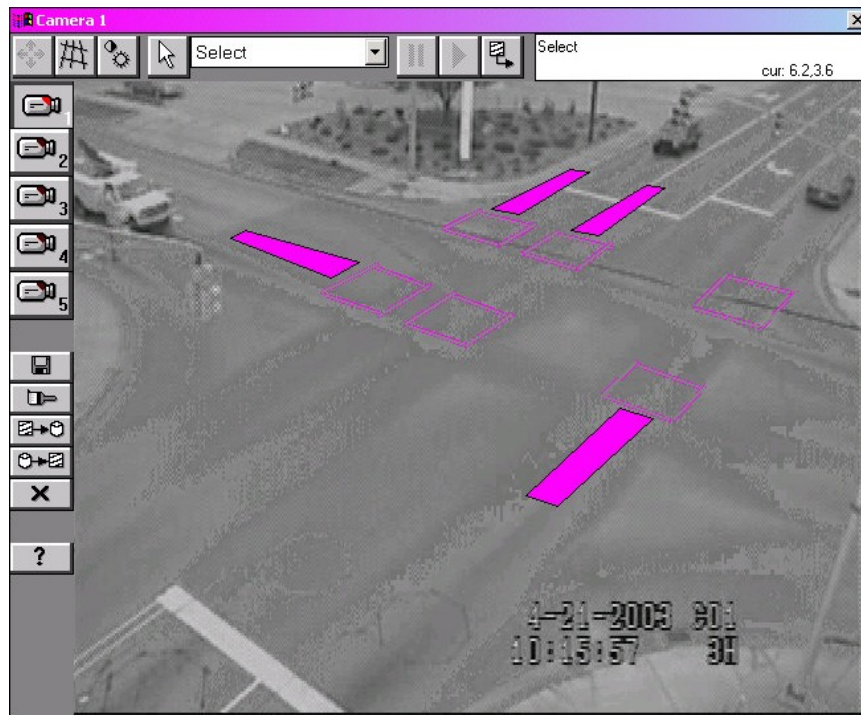 Camera 1
Select
Select
cur: 6.2,3.6
1
2
3
4
5
?
4-21-2003 C01
10:15:57 3H